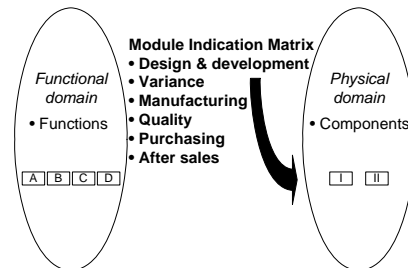 Module Indication Matrix
Functional
domain
• Functions
A B C D
• Design & development
• Variance
• Manufacturing
• Quality
• Purchasing
• After sales
Physical
domain
• Components
I II